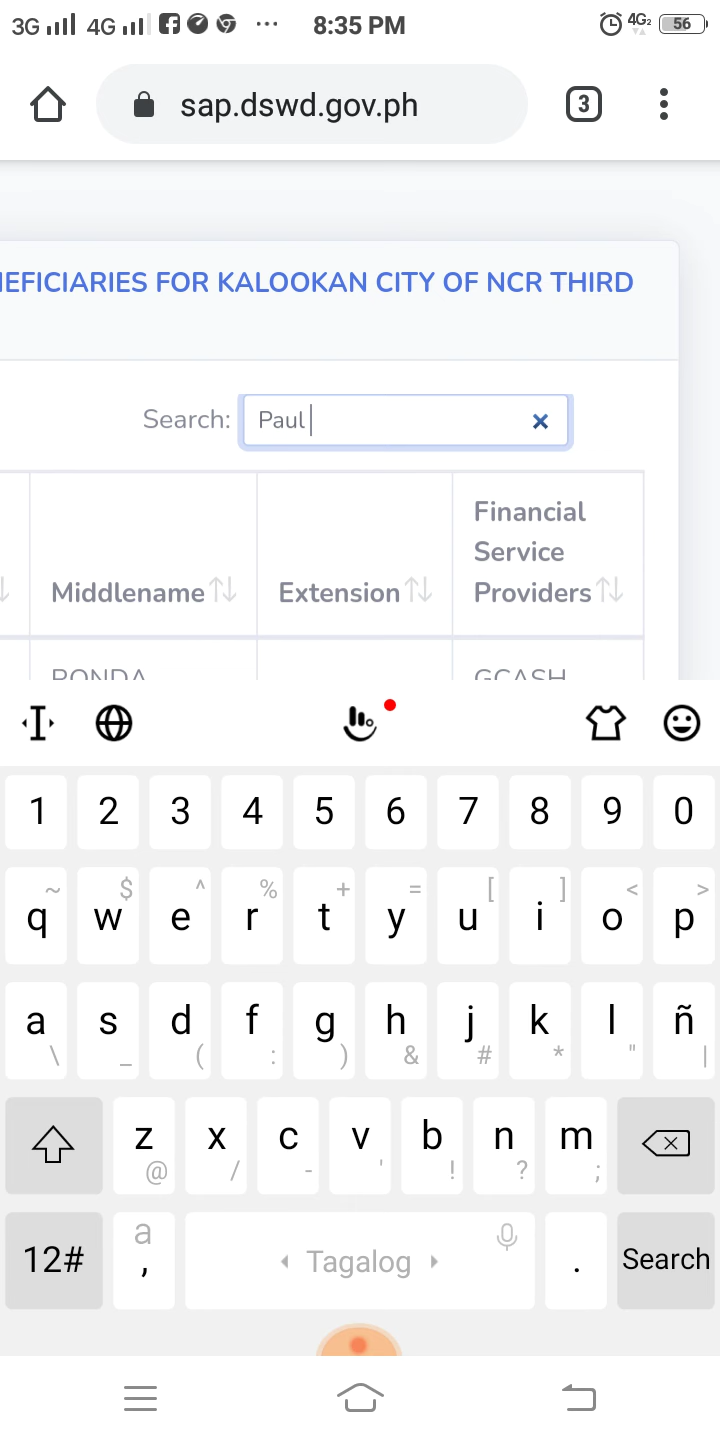 3G 4G ... 8:35 PM 4G2 56
sap.dswd.gov.ph 3
EFICIARIES FOR KALOOKAN CITY OF NCR THIRD
Search: Paul ×
Middlename Extension Financial Service Providers
RONDA GCASH
1 2 3 4 5 6 7 8 9 0
~ $ ^ % + = [ ] < >
q w e r t y u i o p
a s d f g h j k l ñ
\ _ ( : ) & # * " |
z x c v b n m
@ / - ' ! ? ;
12# a , Tagalog . Search